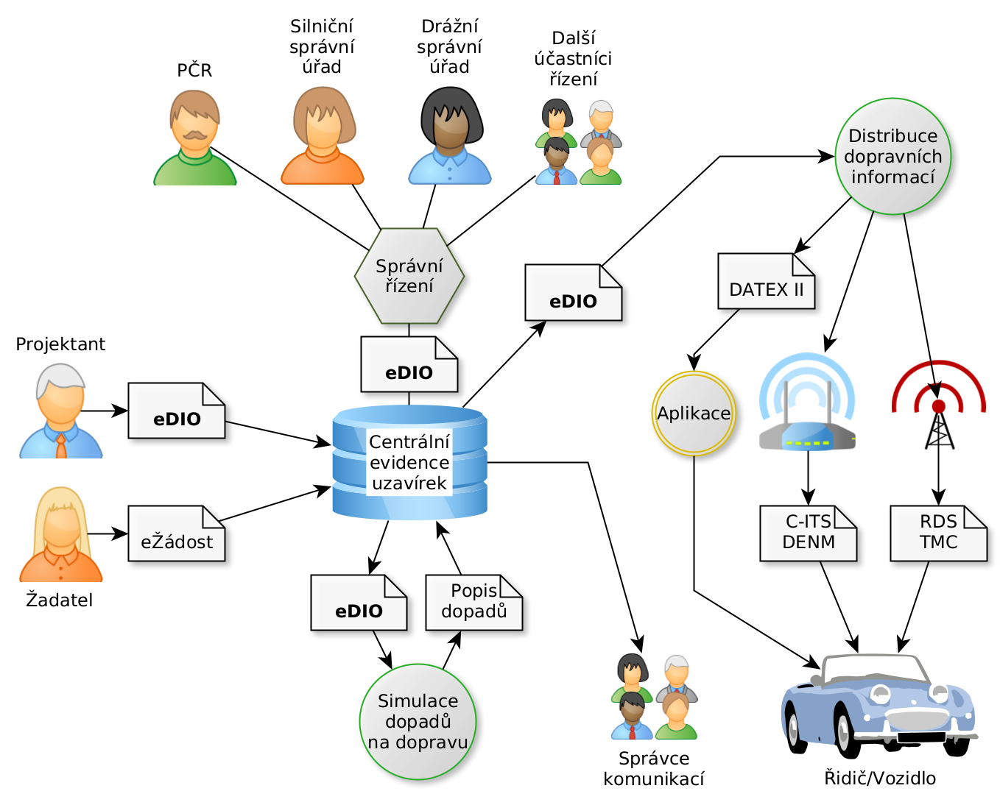 Silniční
správní
úřad
Drážní
správní
úřad
Další
účastníci
řízení
PČR
Distribuce
dopravních
informací
Správní
řízení
DATEX II
eDIO
Projektant
eDIO
eDIO
Aplikace
Centrální
evidence
uzavírek
eŽádost
C-ITS
DENM
RDS
TMC
Žadatel
eDIO
Popis
dopadů
Simulace
dopadů
na dopravu
Správce
komunikací
Řidič/Vozidlo